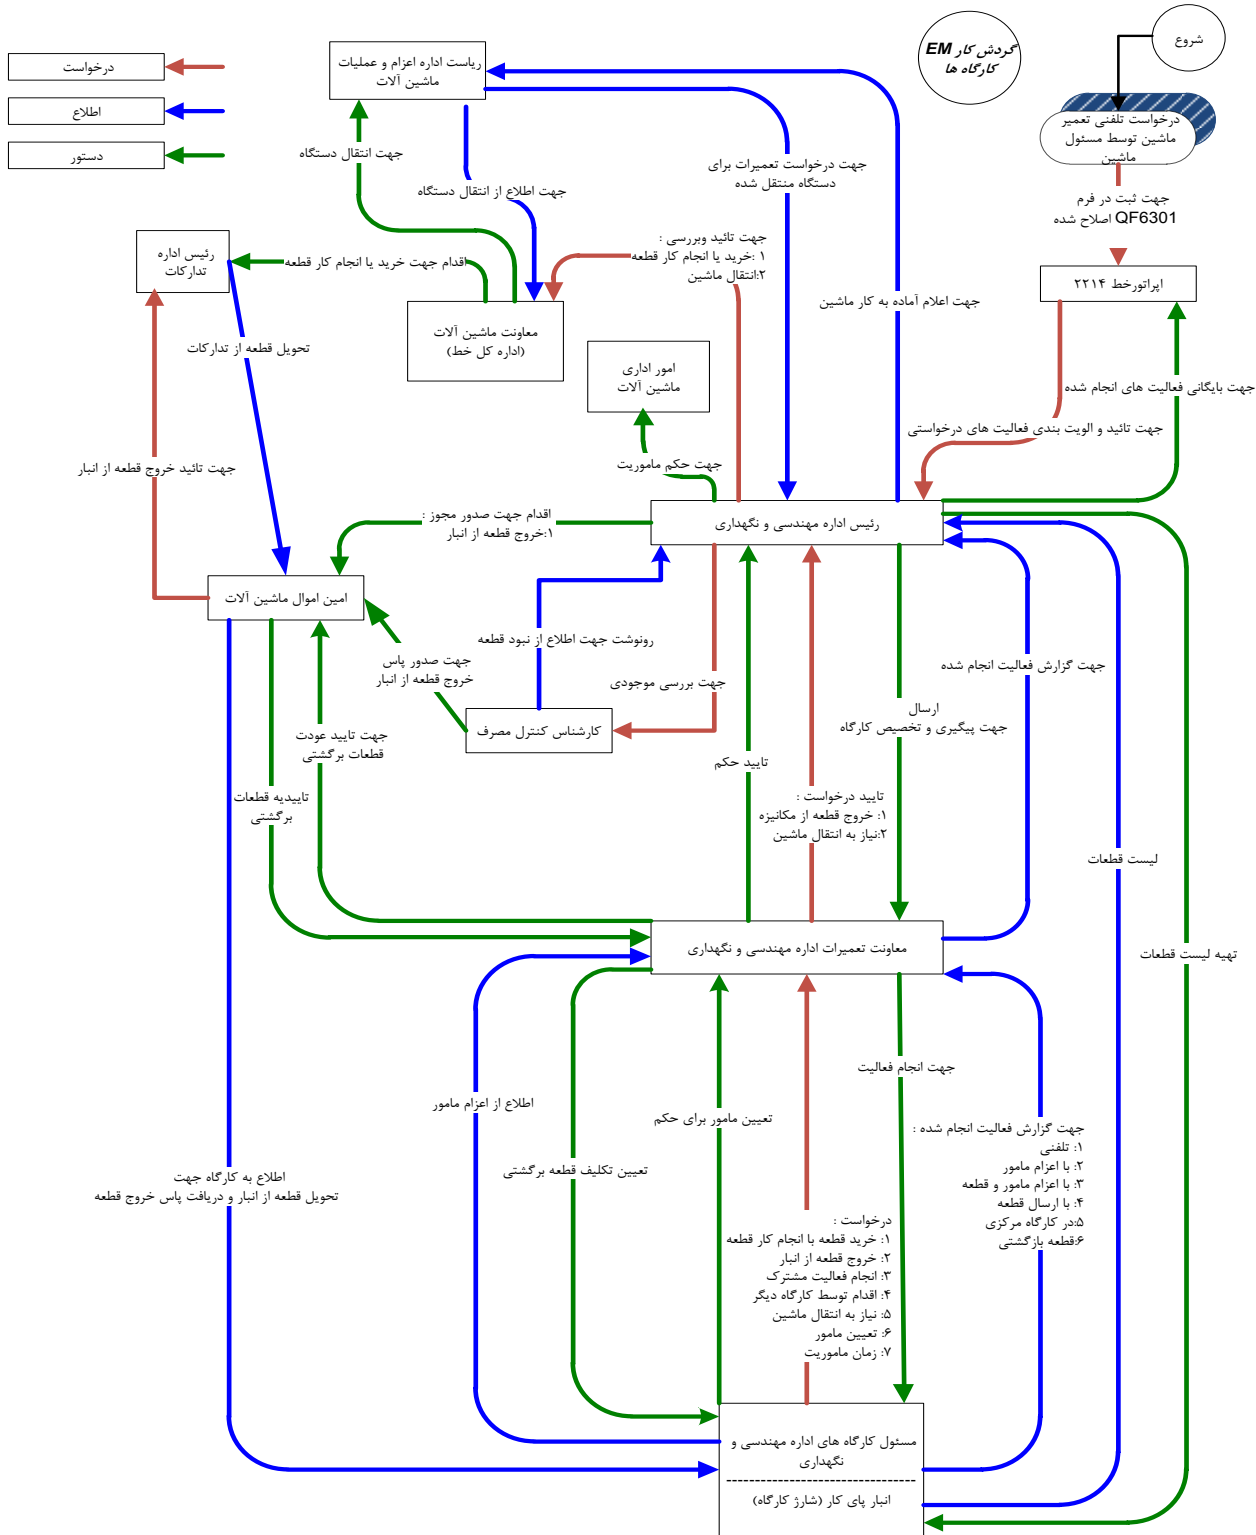 شروع
گردش کار EM
کارگاه ها
درخواست تلفنی تعمیر
ماشین توسط مسئول
ماشین
جهت ثبت در فرم
QF6301 اصلاح شده
اپراتورخط ۲۲۱۴
درخواست
اطلاع
دستور
ریاست اداره اعزام و عملیات
ماشین آلات
جهت انتقال دستگاه
جهت اطلاع از انتقال دستگاه
جهت درخواست تعمیرات برای
دستگاه منتقل شده
رئیس اداره
تدارکات
اقدام جهت خرید یا انجام کار قطعه
جهت تائید وبررسی :
۱ :خرید یا انجام کار قطعه
۲:انتقال ماشین
جهت اعلام آماده به کار ماشین
معاونت ماشین آلات
(اداره کل خط)
تحویل قطعه از تدارکات
امور اداری
ماشین آلات
جهت بایگانی فعالیت های انجام شده
جهت تائید و الویت بندی فعالیت های درخواستی
جهت تائید خروج قطعه از انبار
جهت حکم ماموریت
اقدام جهت صدور مجوز :
۱:خروج قطعه از انبار
رئیس اداره مهندسی و نگهداری
امین اموال ماشین آلات
رونوشت جهت اطلاع از نبود قطعه
جهت صدور پاس
خروج قطعه از انبار
جهت بررسی موجودی
جهت گزارش فعالیت انجام شده
کارشناس کنترل مصرف
ارسال
جهت پیگیری و تخصیص کارگاه
جهت تایید عودت
قطعات برگشتی
تایید حکم
تاییدیه قطعات
برگشتی
تایید درخواست :
۱: خروج قطعه از مکانیزه
۲:نیاز به انتقال ماشین
لیست قطعات
معاونت تعمیرات اداره مهندسی و نگهداری
تهیه لیست قطعات
جهت انجام فعالیت
اطلاع از اعزام مامور
تعیین مامور برای حکم
جهت گزارش فعالیت انجام شده :
۱: تلفنی
۲: با اعزام مامور
۳: با اعزام مامور و قطعه
۴: با ارسال قطعه
۵:در کارگاه مرکزی
۶:قطعه بازگشتی
تعیین تکلیف قطعه برگشتی
اطلاع به کارگاه جهت
تحویل قطعه از انبار و دریافت پاس خروج قطعه
درخواست :
۱: خرید قطعه با انجام کار قطعه
۲: خروج قطعه از انبار
۳: انجام فعالیت مشترک
۴: اقدام توسط کارگاه دیگر
۵: نیاز به انتقال ماشین
۶: تعیین مامور
۷: زمان ماموریت
مسئول کارگاه های اداره مهندسی و
نگهداری
--------------------------
انبار پای کار (شارژ کارگاه)